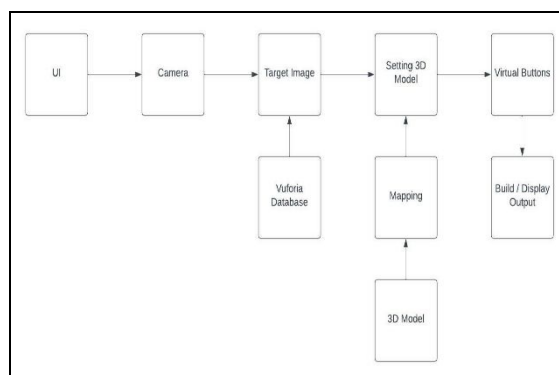 UI
Camera
Target Image
Setting 3D
Model
Virtual Buttons
Vuforia
Database
Mapping
Build / Display
Output
3D Model